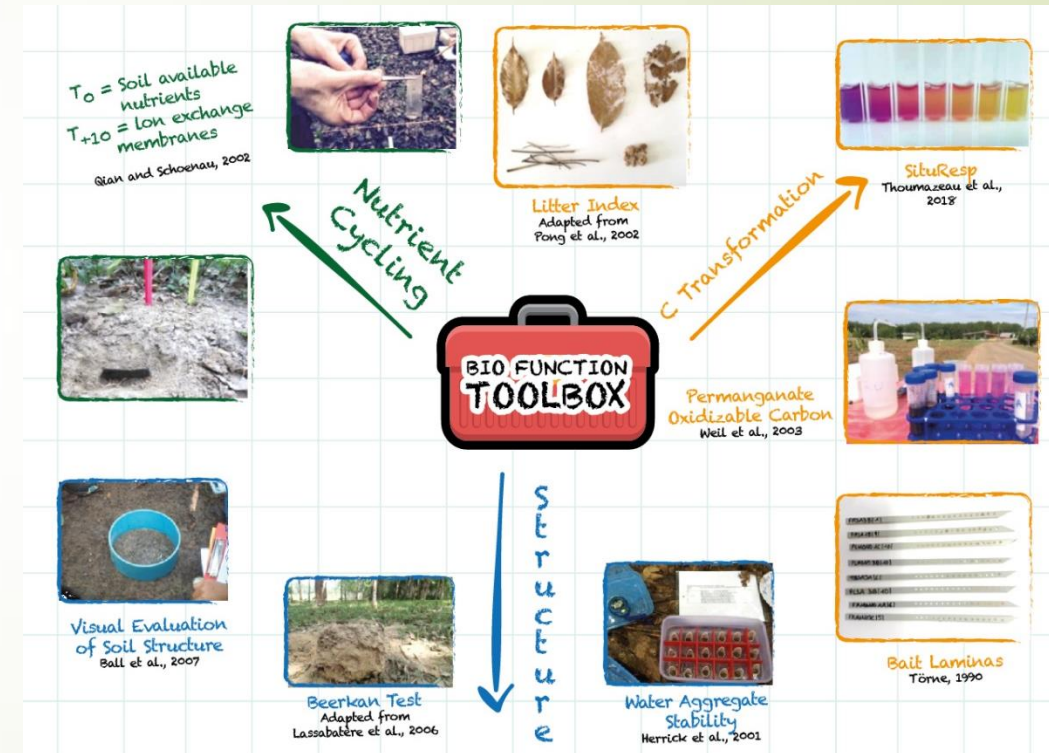 T0 = Soil available
nutrients
T+10 = Ion exchange
membranes
Qian and Schoenau, 2002
Nutrient
Cycling
Litter Index
Adapted from
Pong et al., 2002
C Transformation
SituResp
Thoumazeau et al.,
2018
BIO FUNCTION
TOOLBOX
Permanganate
Oxidizable Carbon
Weil et al., 2003
Structure
Visual Evaluation
of Soil Structure
Ball et al., 2007
Beerkan Test
Adapted from
Lassabatère et al., 2006
Water Aggregate
Stability
Herrick et al., 2001
Bait Laminas
Törne, 1990